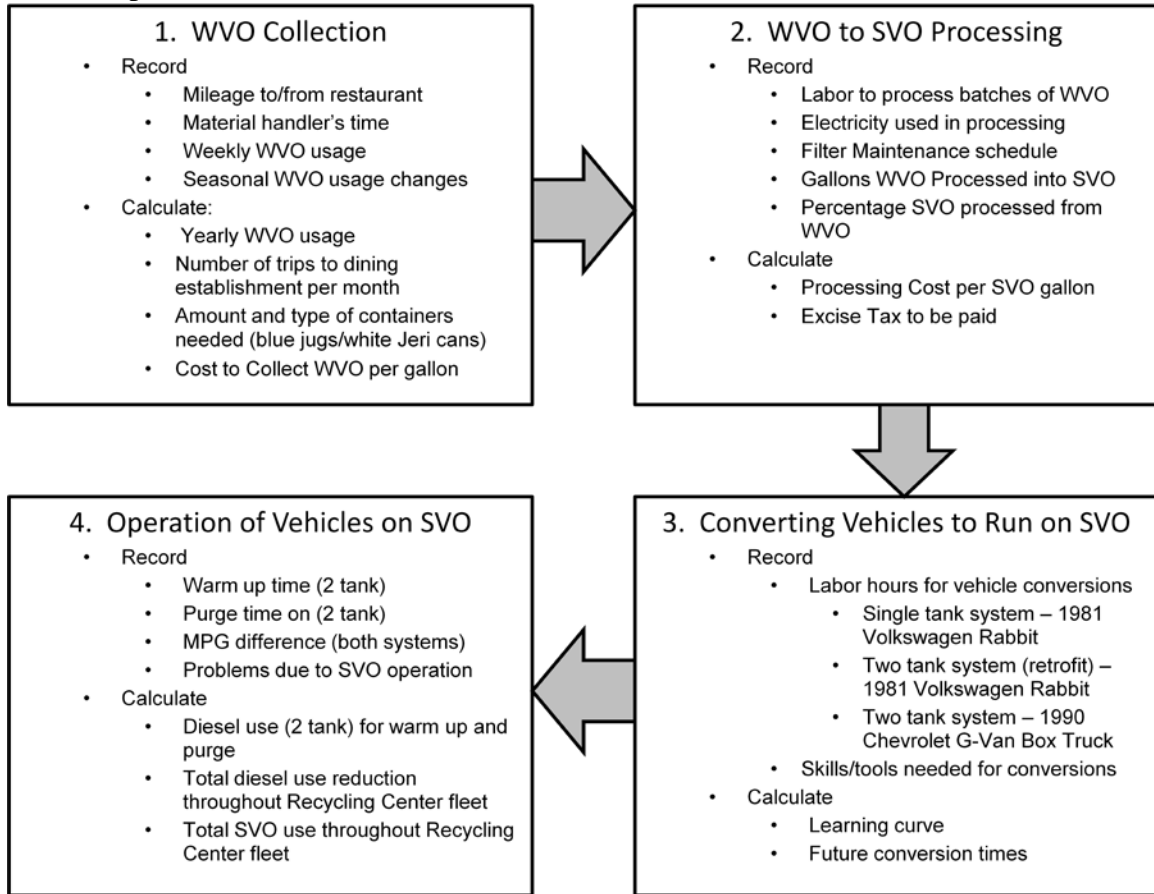 1. WVO Collection
• Record
• Mileage to/from restaurant
• Material handler's time
• Weekly WVO usage
• Seasonal WVO usage changes
• Calculate:
• Yearly WVO usage
• Number of trips to dining
establishment per month
• Amount and type of containers
needed (blue jugs/white Jeri cans)
• Cost to Collect WVO per gallon
2. WVO to SVO Processing
• Record
• Labor to process batches of WVO
• Electricity used in processing
• Filter Maintenance schedule
• Gallons WVO Processed into SVO
• Percentage SVO processed from
WVO
• Calculate
• Processing Cost per SVO gallon
• Excise Tax to be paid
3. Converting Vehicles to Run on SVO
• Record
• Labor hours for vehicle conversions
• Single tank system – 1981
Volkswagen Rabbit
• Two tank system (retrofit) –
1981 Volkswagen Rabbit
• Two tank system – 1990
Chevrolet G-Van Box Truck
• Skills/tools needed for conversions
• Calculate
• Learning curve
• Future conversion times
4. Operation of Vehicles on SVO
• Record
• Warm up time (2 tank)
• Purge time on (2 tank)
• MPG difference (both systems)
• Problems due to SVO operation
• Calculate
• Diesel use (2 tank) for warm up and
purge
• Total diesel use reduction
throughout Recycling Center fleet
• Total SVO use throughout Recycling
Center fleet